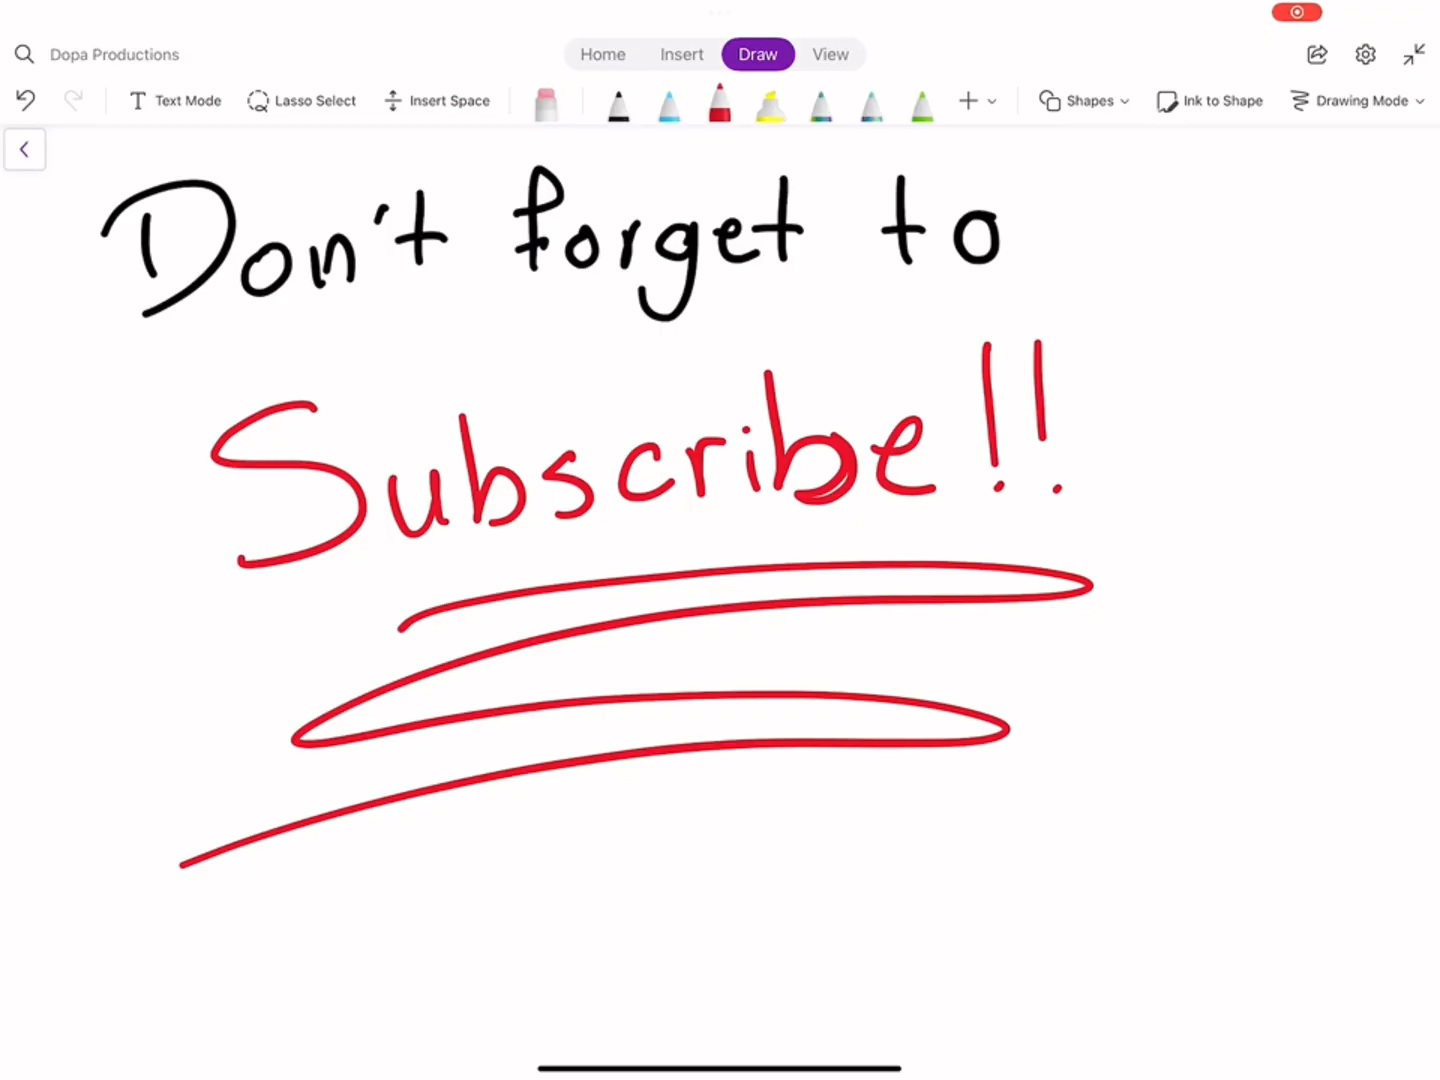 Dopa Productions
Home Insert Draw View
Text Mode Lasso Select Insert Space Shapes Ink to Shape Drawing Mode
Don't forget to
Subscribe!!